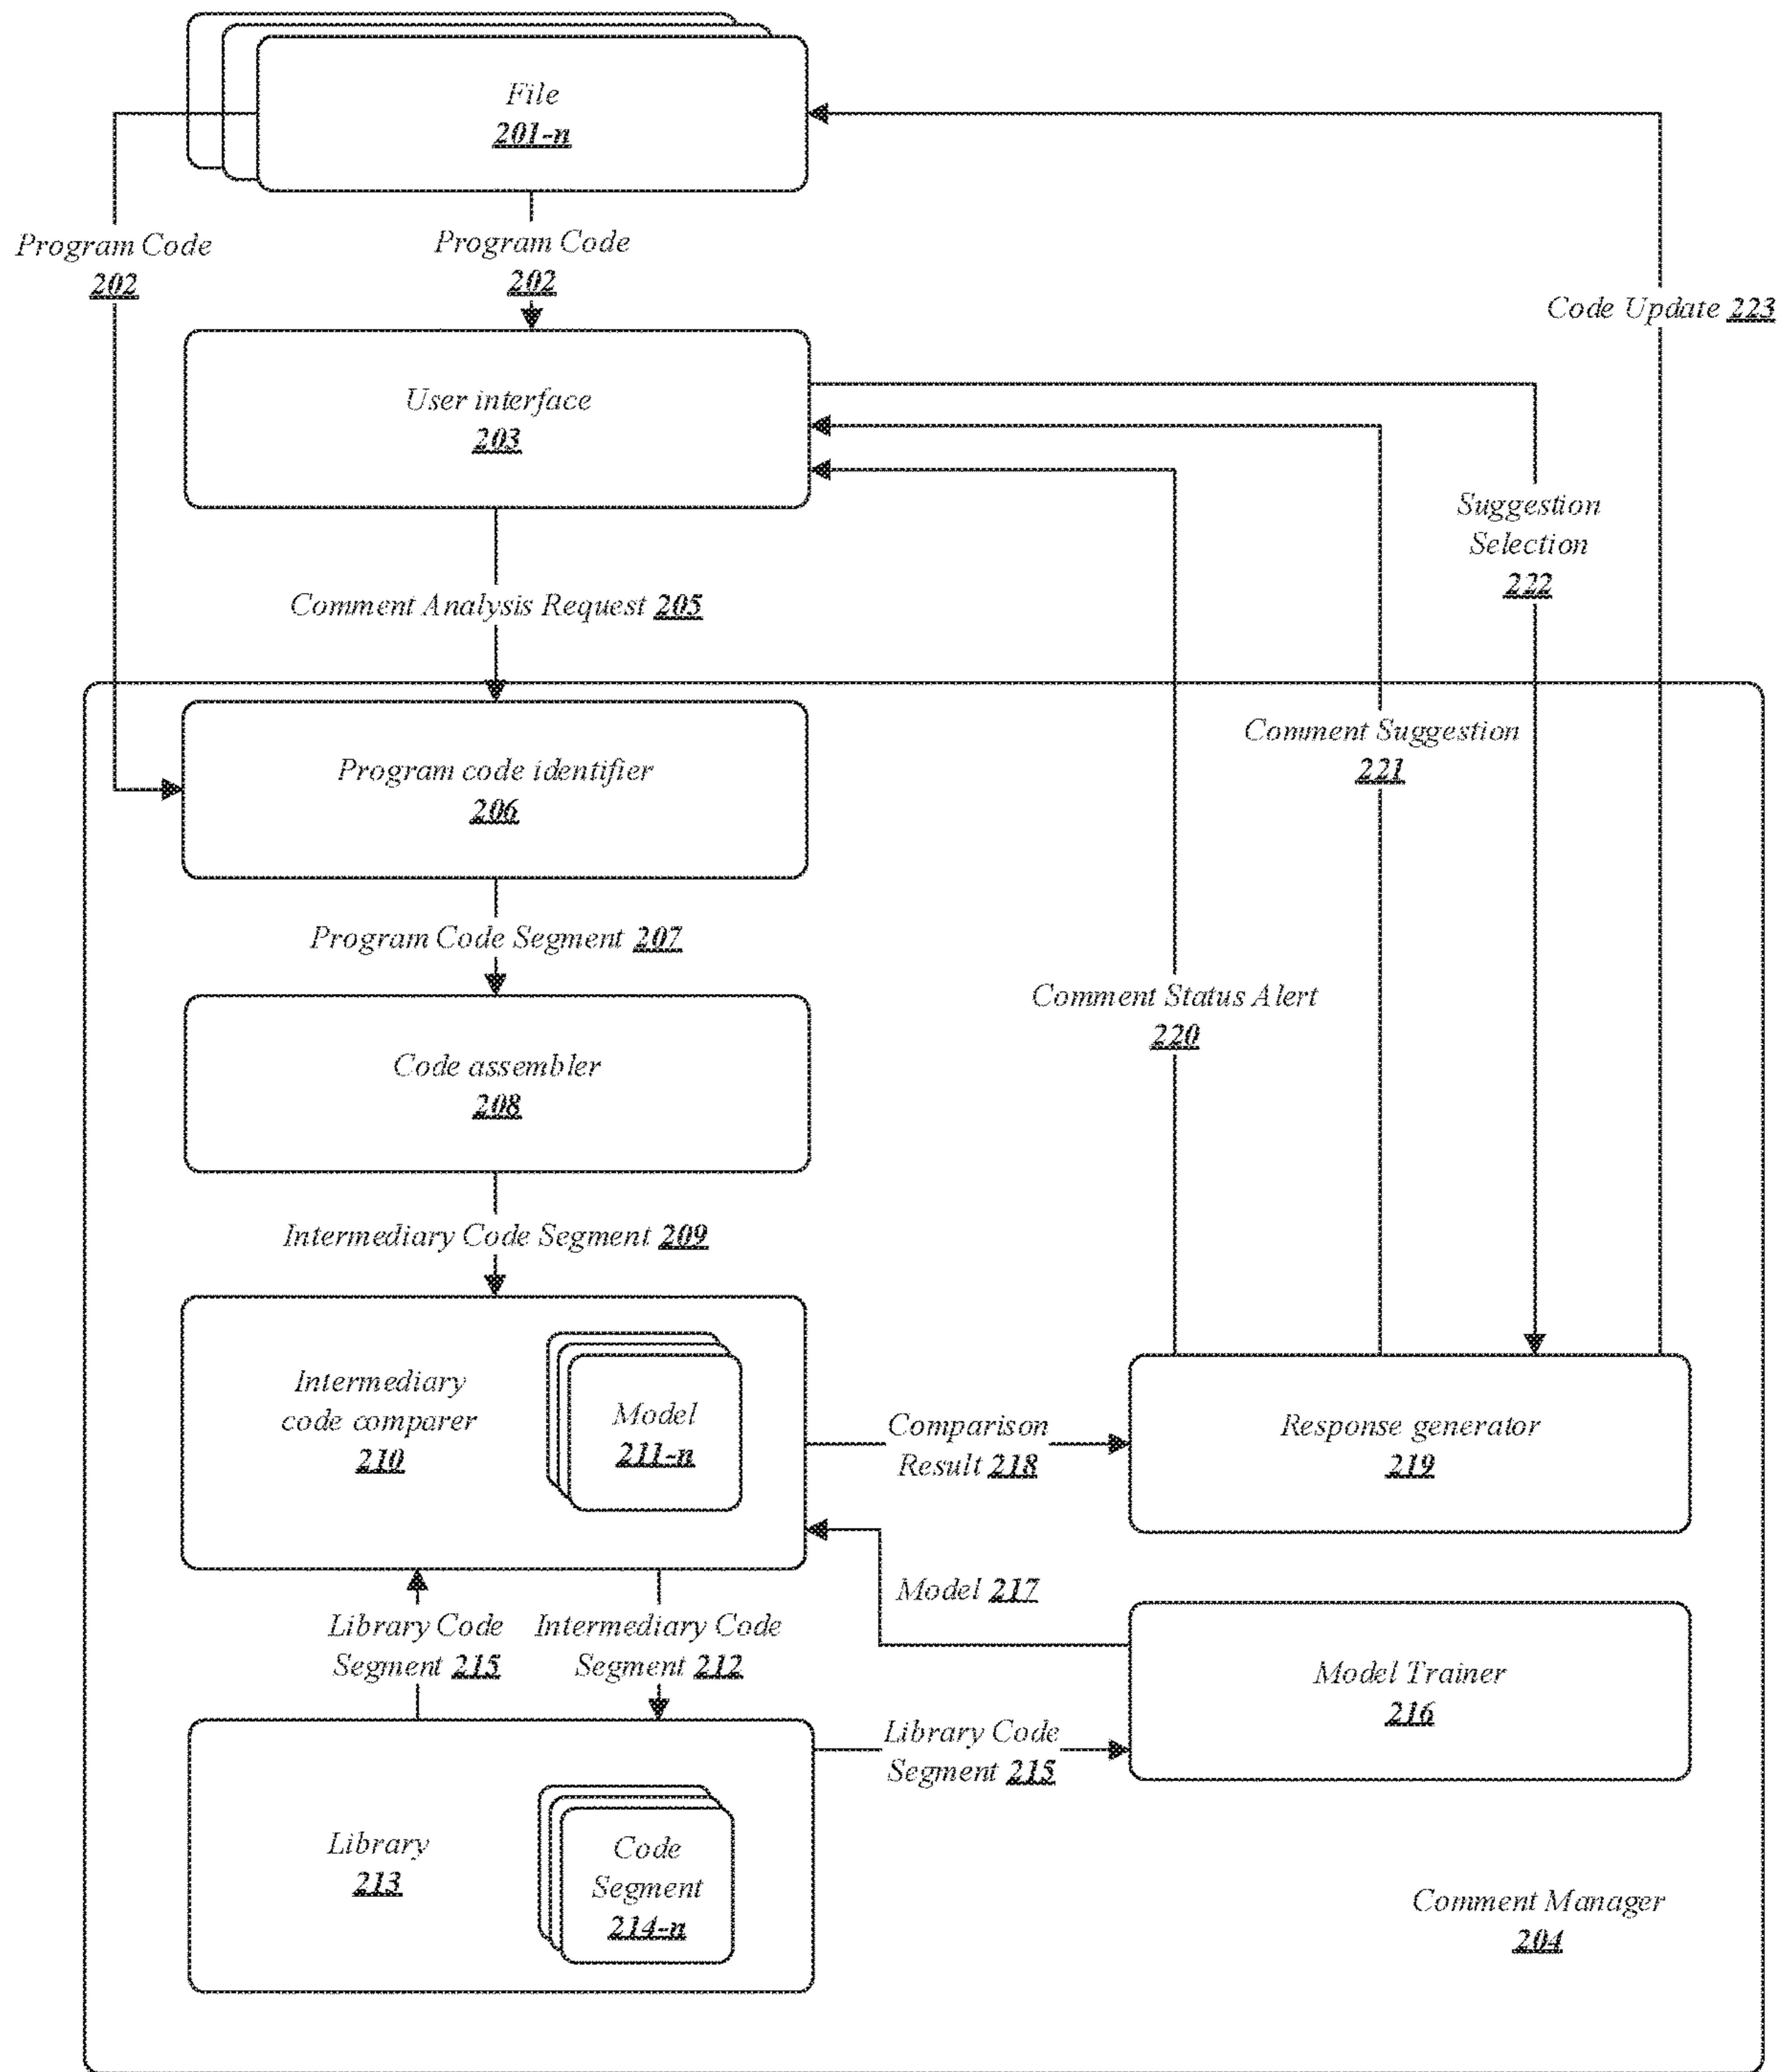 File
201-n
Program Code
202
Program Code
202
Code Update 223
User interface
203
Suggestion
Selection
222
Comment Analysis Request 205
Comment Suggestion
221
Program code identifier
206
Program Code Segment 207
Comment Status Alert
220
Code assembler
208
Intermediary Code Segment 209
Intermediary
code comparer
210
Model
211-n
Comparison
Result 218
Response generator
219
Model 217
Library Code
Segment 215
Intermediary Code
Segment 212
Model Trainer
216
Library Code
Segment 215
Library
213
Code
Segment
214-n
Comment Manager
204